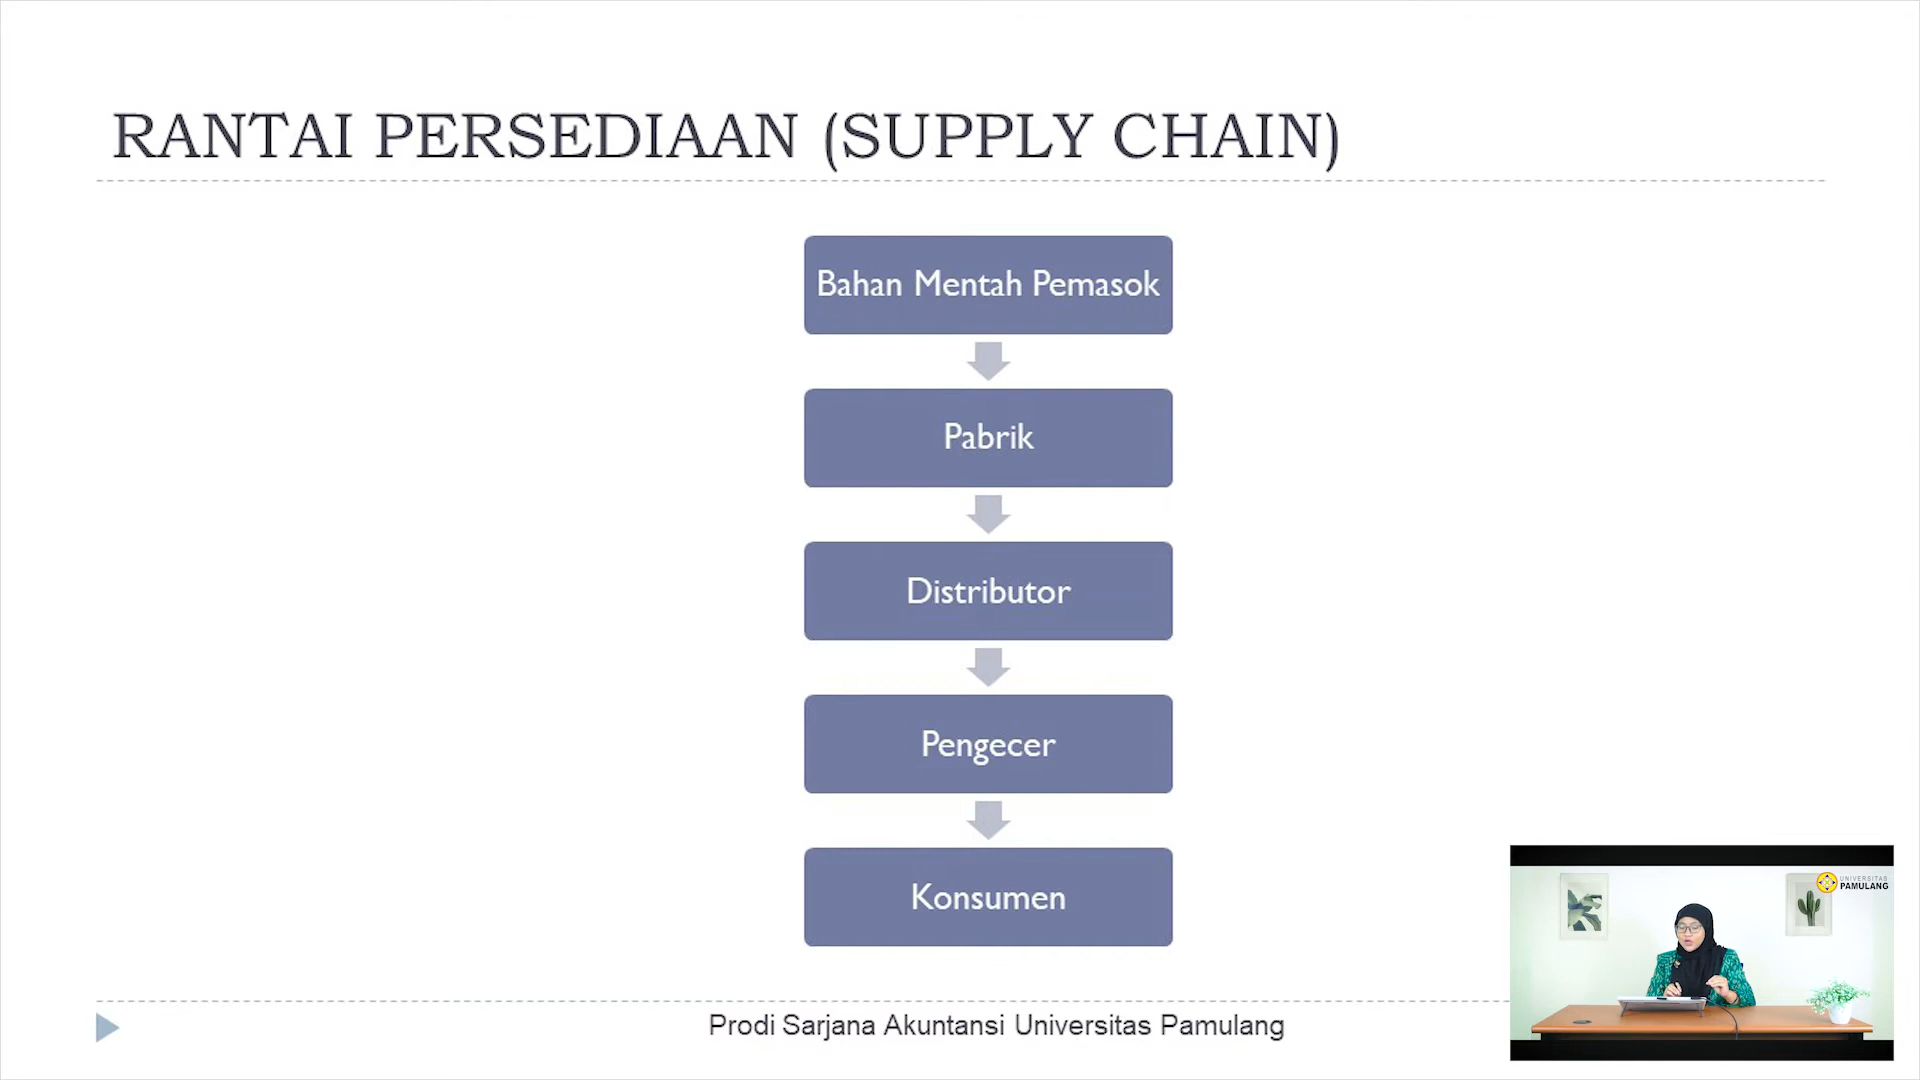 RANTAI PERSEDIAAN (SUPPLY CHAIN)
Bahan Mentah Pemasok
Pabrik
Distributor
Pengecer
Konsumen
UNIVERSITAS
PAMULANG
Prodi Sarjana Akuntansi Universitas Pamulang